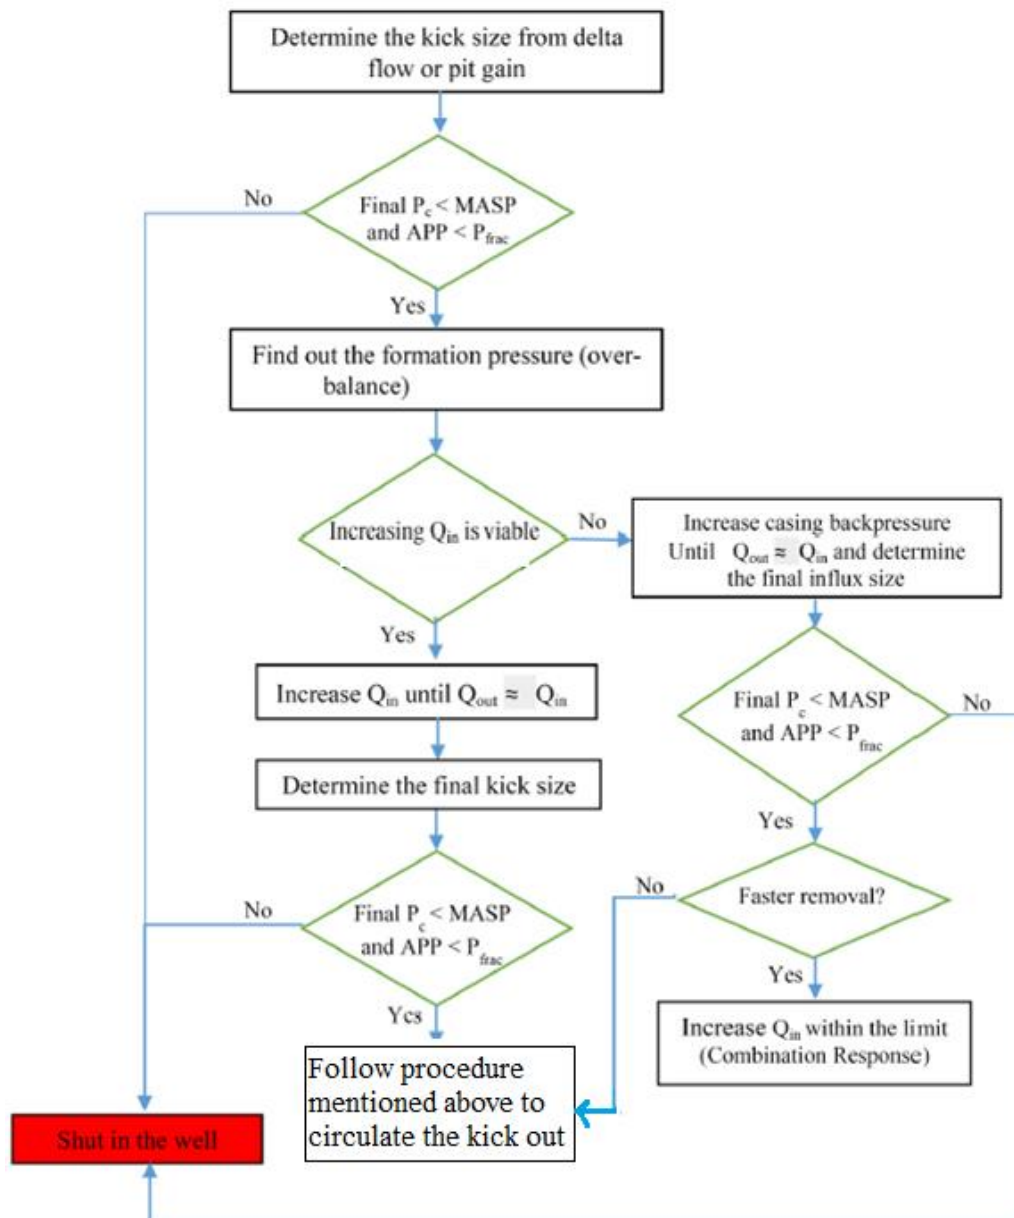 Determine the kick size from delta
flow or pit gain
No
Final Pc < MASP
and APP < Pfrac
Yes
Find out the formation pressure (over-
balance)
Increasing Qin is viable
No
Increase casing backpressure
Until Qout ≈ Qin and determine
the final influx size
Yes
Increase Qin until Qout ≈ Qin
Final Pc < MASP
and APP < Pfrac
No
Determine the final kick size
Yes
No
Final Pc < MASP
and APP < Pfrac
No
Faster removal?
Yes
Yes
Increase Qin within the limit
(Combination Response)
Follow procedure
mentioned above to
circulate the kick out
Shut in the well